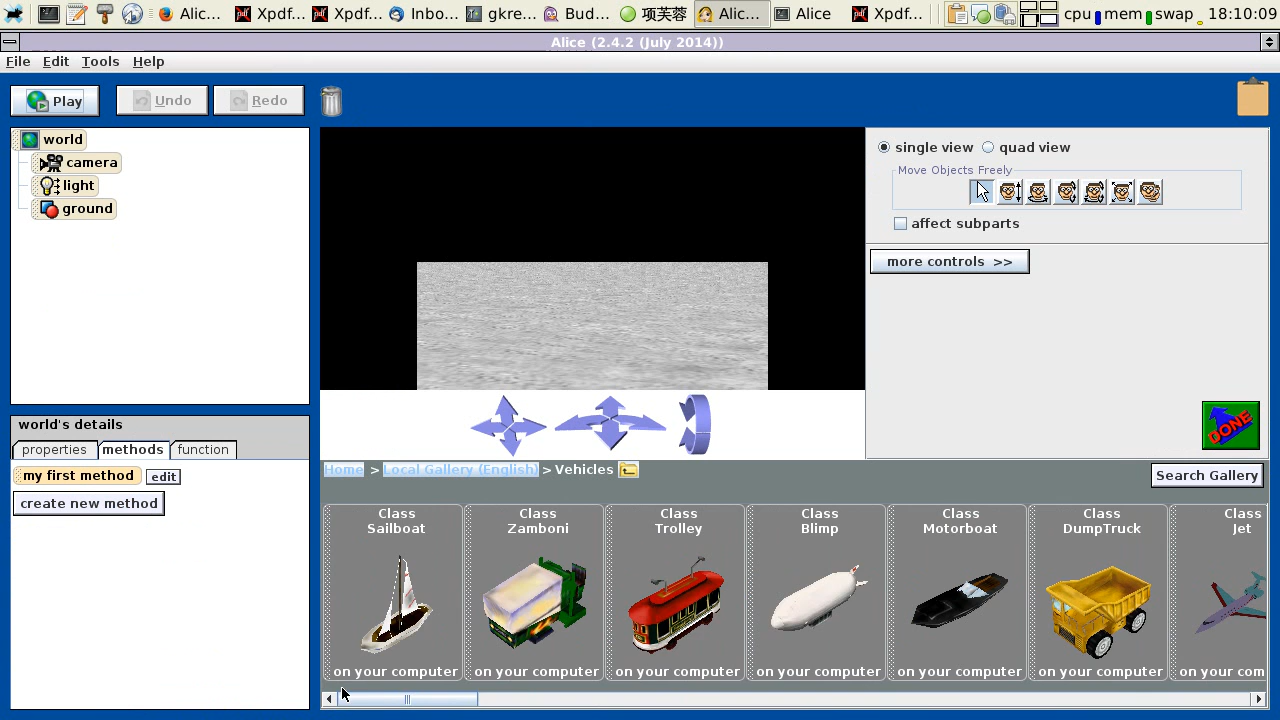 Alic... Xpdf... Xpdf... Inbo... gkre... Bud... 项芙蓉 Alic... Alice Xpdf... cpu mem swap 18:10:09
Alice (2.4.2 (July 2014))
File Edit Tools Help
Play Undo Redo
world
camera
light
ground
single view quad view
Move Objects Freely
affect subparts
more controls >>
DONE
world's details
properties methods function
my first method edit
create new method
Home > Local Gallery (English) > Vehicles
Search Gallery
Class Sailboat
on your computer
Class Zamboni
on your computer
Class Trolley
on your computer
Class Blimp
on your computer
Class Motorboat
on your computer
Class DumpTruck
on your computer
Class Jet
on your com